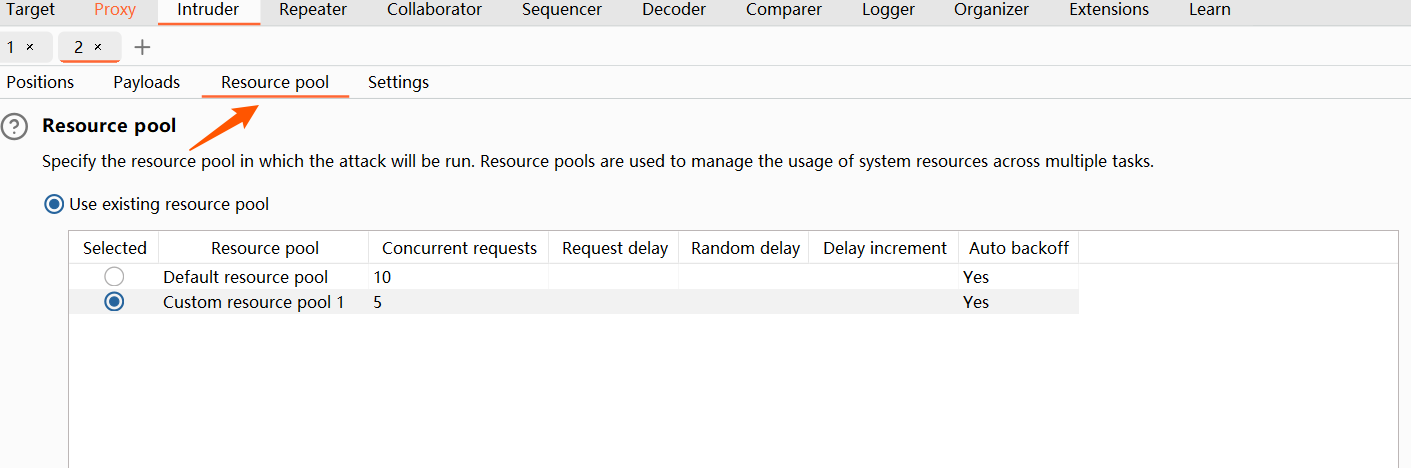 Target Proxy Intruder Repeater Collaborator Sequencer Decoder Comparer Logger Organizer Extensions Learn
1 × 2 × +
Positions Payloads Resource pool Settings
? Resource pool
Specify the resource pool in which the attack will be run. Resource pools are used to manage the usage of system resources across multiple tasks.
Use existing resource pool
Selected Resource pool Concurrent requests Request delay Random delay Delay increment Auto backoff
Default resource pool 10 Yes
Custom resource pool 1 5 Yes